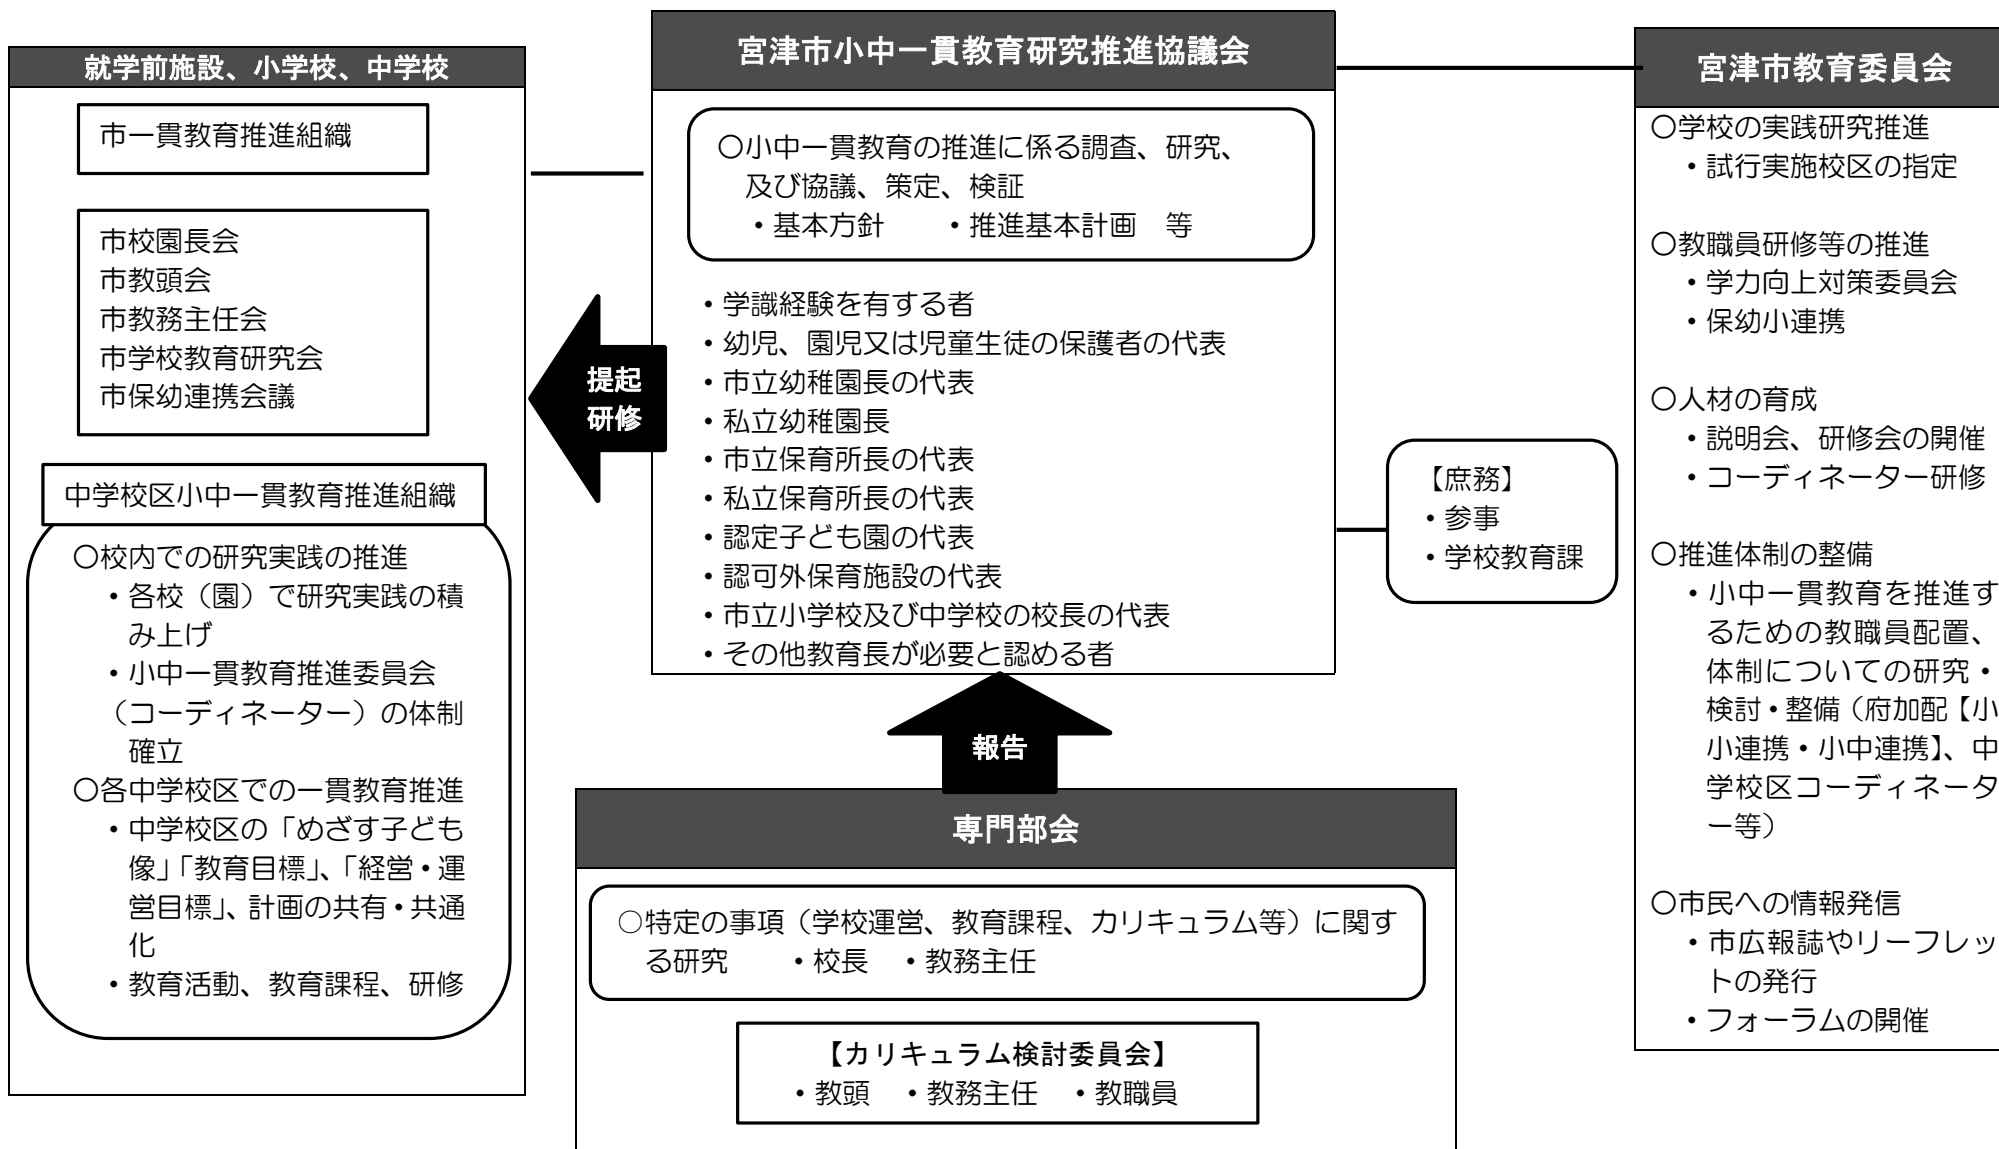 就学前施設、小学校、中学校
市一貫教育推進組織
市校園長会
市教頭会
市教務主任会
市学校教育研究会
市保幼連携会議
中学校区小中一貫教育推進組織
〇校内での研究実践の推進
・各校（園）で研究実践の積
み上げ
・小中一貫教育推進委員会
（コーディネーター）の体制
確立
〇各中学校区での一貫教育推進
・中学校区の「めざす子ども
像」「教育目標」、「経営・運
営目標」、計画の共有・共通
化
・教育活動、教育課程、研修
提起
研修
宮津市小中一貫教育研究推進協議会
〇小中一貫教育の推進に係る調査、研究、
及び協議、策定、検証
・基本方針　　・推進基本計画　等
・学識経験を有する者
・幼児、園児又は児童生徒の保護者の代表
・市立幼稚園長の代表
・私立幼稚園長
・市立保育所長の代表
・私立保育所長の代表
・認定子ども園の代表
・認可外保育施設の代表
・市立小学校及び中学校の校長の代表
・その他教育長が必要と認める者
報告
専門部会
○特定の事項（学校運営、教育課程、カリキュラム等）に関す
る研究　　・校長　・教務主任
【カリキュラム検討委員会】
・教頭　・教務主任　・教職員
【庶務】
・参事
・学校教育課
宮津市教育委員会
〇学校の実践研究推進
・試行実施校区の指定
〇教職員研修等の推進
・学力向上対策委員会
・保幼小連携
〇人材の育成
・説明会、研修会の開催
・コーディネーター研修
〇推進体制の整備
・小中一貫教育を推進す
るための教職員配置、
体制についての研究・
検討・整備（府加配【小
小連携・小中連携】、中
学校区コーディネータ
ー等）
〇市民への情報発信
・市広報誌やリーフレッ
トの発行
・フォーラムの開催